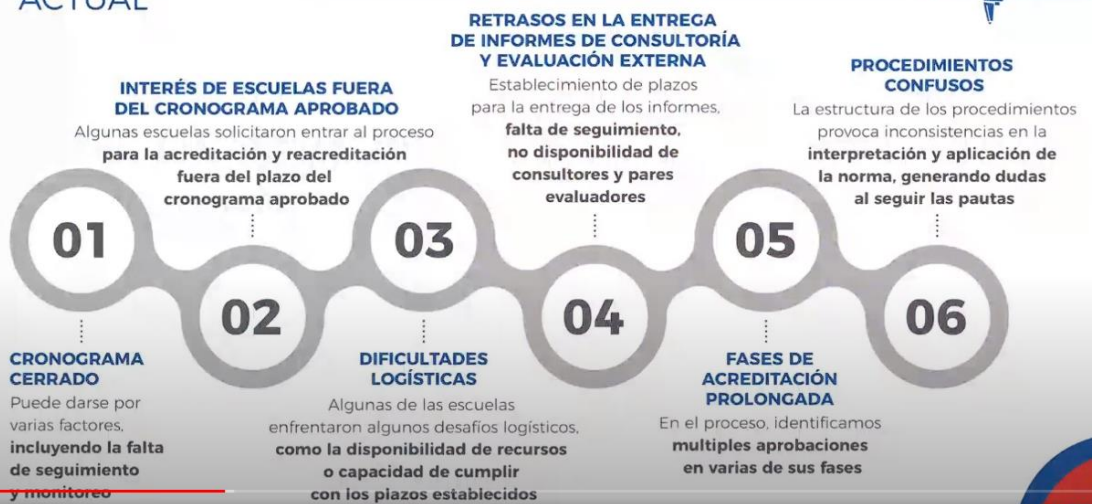 ACTUAL
01
CRONOGRAMA
CERRADO
Puede darse por
varias factores,
incluyendo la falta
de seguimiento
y monitoreo
INTERÉS DE ESCUELAS FUERA
DEL CRONOGRAMA APROBADO
Algunas escuelas solicitaron entrar al proceso
para la acreditación y reacreditación
fuera del plazo del
cronograma aprobado
02
03
DIFICULTADES
LOGÍSTICAS
Algunas de las escuelas
enfrentaron algunos desafíos logísticos,
como la disponibilidad de recursos
o capacidad de cumplir
con los plazos establecidos
RETRASOS EN LA ENTREGA
DE INFORMES DE CONSULTORÍA
Y EVALUACIÓN EXTERNA
Establecimiento de plazos
para la entrega de los informes,
falta de seguimiento,
no disponibilidad de
consultores y pares
evaluadores
04
05
FASES DE
ACREDITACIÓN
PROLONGADA
En el proceso, identificamos
multiples aprobaciones
en varias de sus fases
PROCEDIMIENTOS
CONFUSOS
La estructura de los procedimientos
provoca inconsistencias en la
interpretación y aplicación de
la norma, generando dudas
al seguir las pautas
06